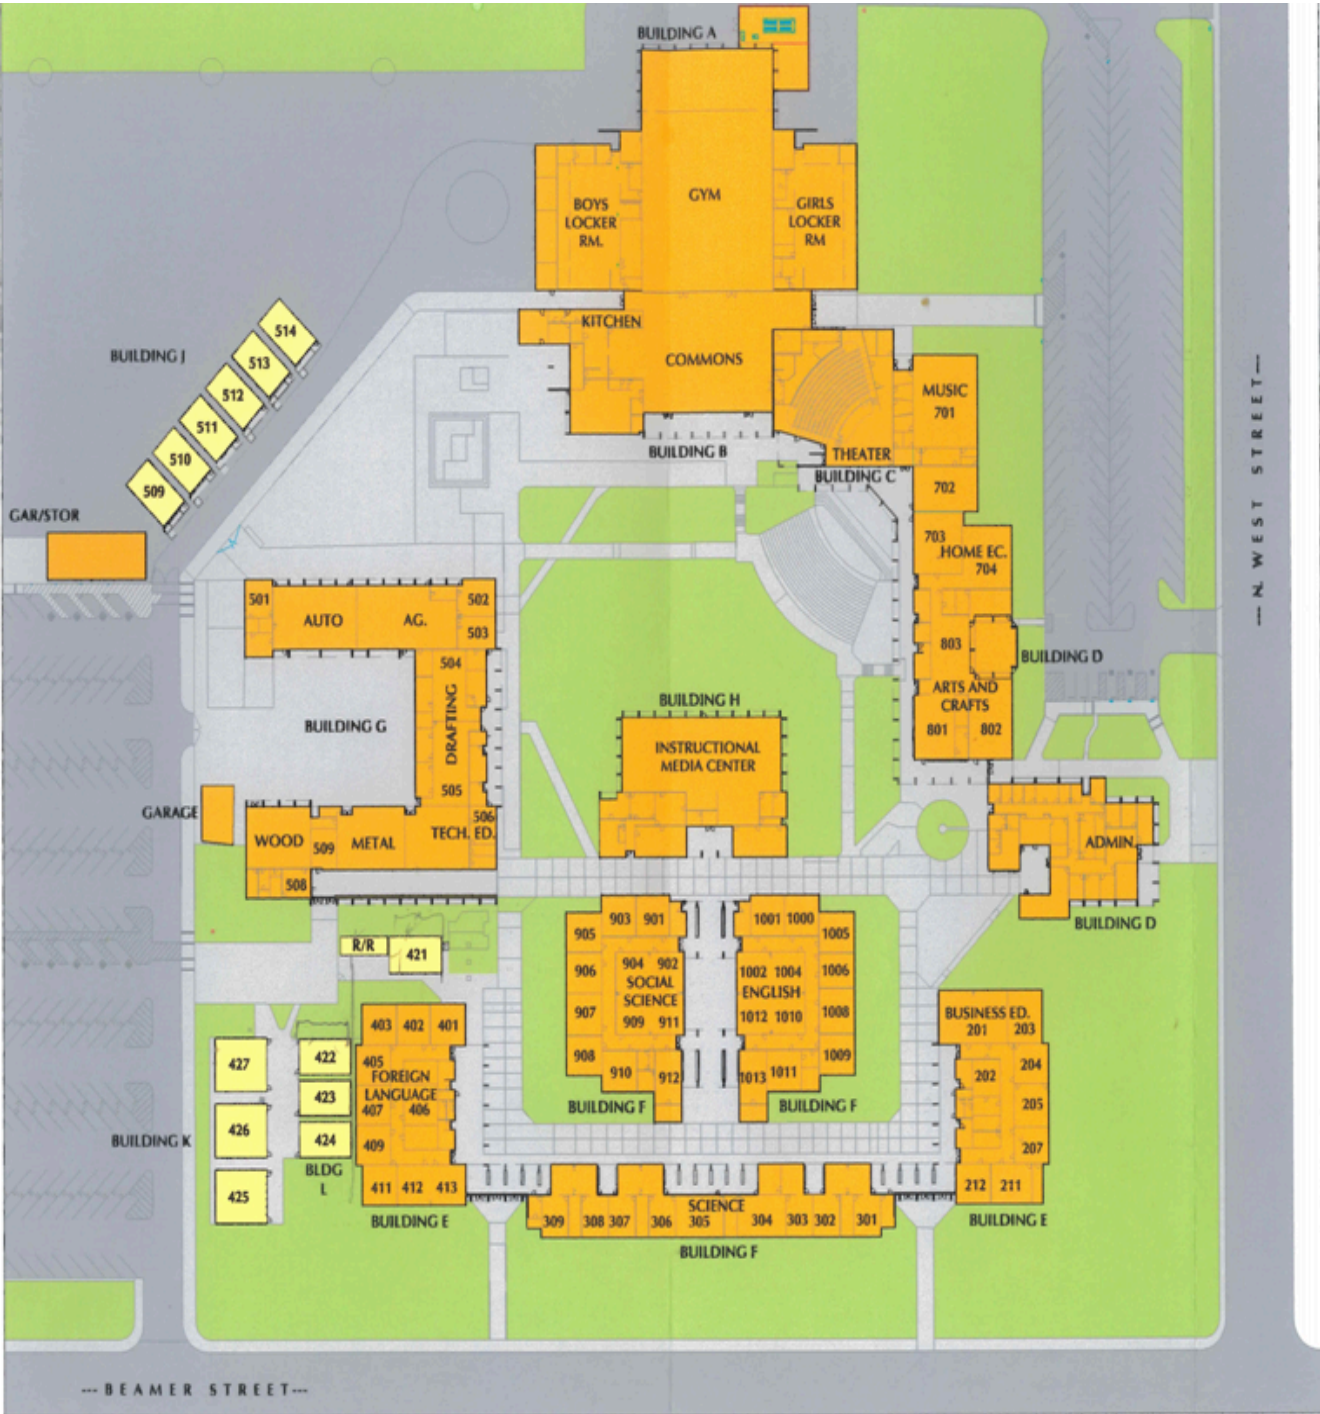 BUILDING A
GYM
BOYS
LOCKER
RM.
GIRLS
LOCKER
RM
KITCHEN
COMMONS
BUILDING J
514
513
512
511
510
509
GAR/STOR
MUSIC
701
THEATER
BUILDING B
BUILDING C
702
703
HOME EC.
704
--- N. WEST STREET---
501
AUTO
AG.
502
503
504
DRAFTING
505
BUILDING G
803
BUILDING D
ARTS AND
CRAFTS
801
802
BUILDING H
INSTRUCTIONAL
MEDIA CENTER
GARAGE
WOOD
509
METAL
506
TECH. ED.
508
ADMIN.
BUILDING D
R/R
421
903 901
905
904 902
906
SOCIAL
SCIENCE
907
909 911
908
910
912
BUILDING F
1001 1000
1005
1002 1004
1006
ENGLISH
1012 1010
1008
1009
1013 1011
BUILDING F
403 402 401
405
FOREIGN
LANGUAGE
407 406
409
411 412 413
BUILDING E
427
426
425
BUILDING K
422
423
424
BLDG
L
BUSINESS ED.
201 203
202
204
205
207
212 211
BUILDING E
SCIENCE
309 308 307 306 305 304 303 302 301
BUILDING F
--- BEAMER STREET---